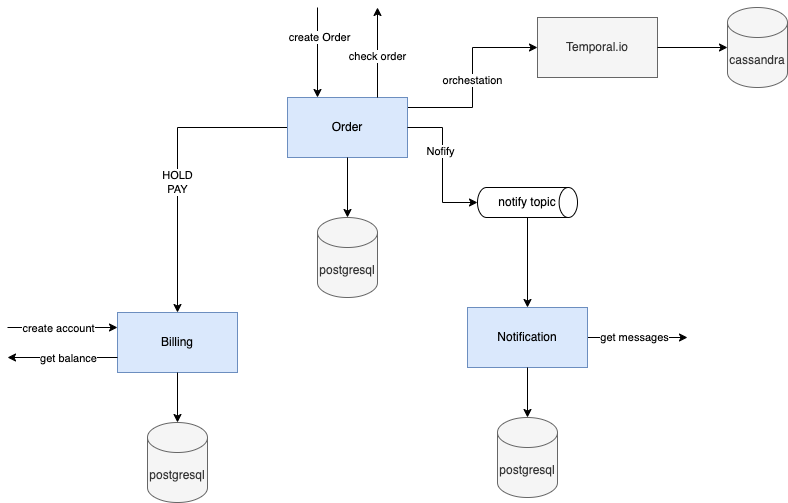 create Order
check order
Temporal.io
cassandra
orchestation
Order
Nofify
HOLD
PAY
notify topic
postgresql
create account
Billing
get balance
Notification
get messages
postgresql
postgresql